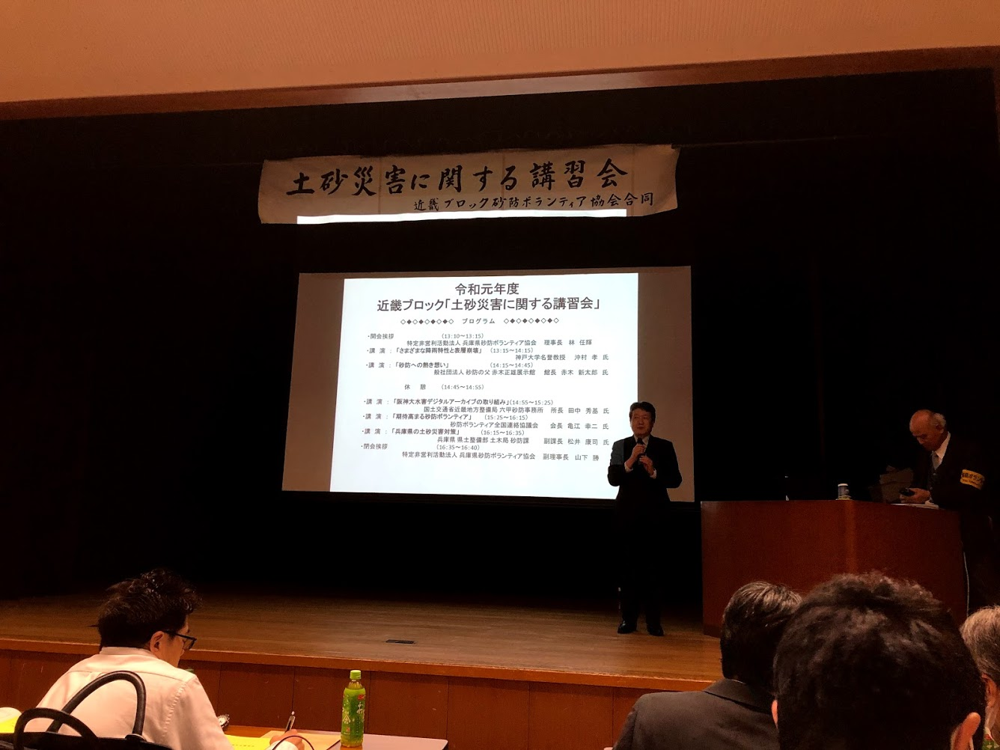 土砂災害に関する講習会
近畿ブロック砂防ボランティア協会合同
令和元年度
近畿ブロック「土砂災害に関する講習会」
◇◆◇◆◇◆◇◆◇ プログラム ◇◆◇◆◇◆◇◆◇
・開会挨拶 (13:10～13:15)
特定非営利活動法人 兵庫県砂防ボランティア協会 理事長 林 任輝
・講 演 : 「さまざまな降雨特性と表層崩壊」 (13:15～14:15)
神戸大学名誉教授 沖村 孝 氏
・講 演 : 「砂防への熱き想い」 (14:15～14:45)
一般社団法人 砂防の父 赤木正雄展示館 館長 赤木 新太郎 氏
休 憩 (14:45～14:55)
・講 演 : 「阪神大水害デジタルアーカイブの取り組み」(14:55～15:25)
国土交通省近畿地方整備局 六甲砂防事務所 所長 田中 秀基 氏
・講 演 : 「期待高まる砂防ボランティア」 (15:25～16:15)
砂防ボランティア全国連絡協議会 会長 亀江 幸二 氏
・講 演 : 「兵庫県の土砂災害対策」 (16:15～16:35)
兵庫県 県土整備部 土木局 砂防課 副課長 松井 康司 氏
・閉会挨拶 (16:35～16:40)
特定非営利活動法人 兵庫県砂防ボランティア協会 副理事長 山下 勝